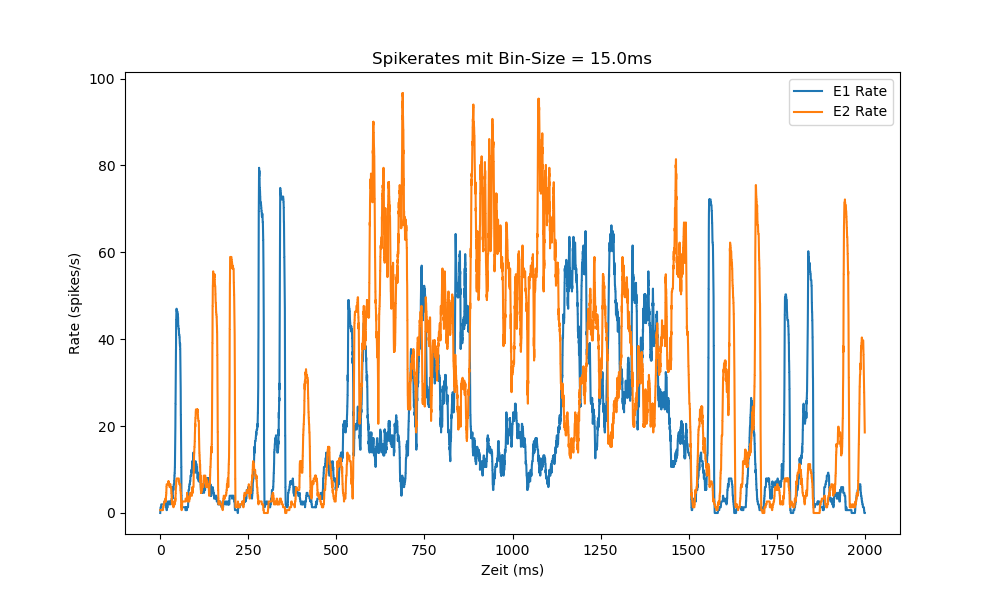 Spikerates mit Bin-Size = 15.0ms
E1 Rate
E2 Rate
Rate (spikes/s)
100
80
60
40
20
0
0 250 500 750 1000 1250 1500 1750 2000
Zeit (ms)